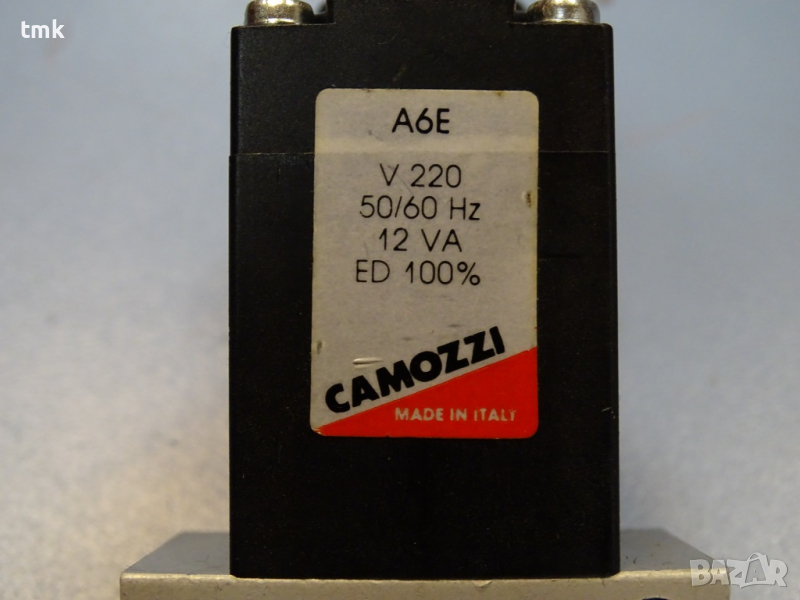 tmk
A6E
V 220
50/60 Hz
12 VA
ED 100%
CAMOZZI
MADE IN ITALY
BAZAR